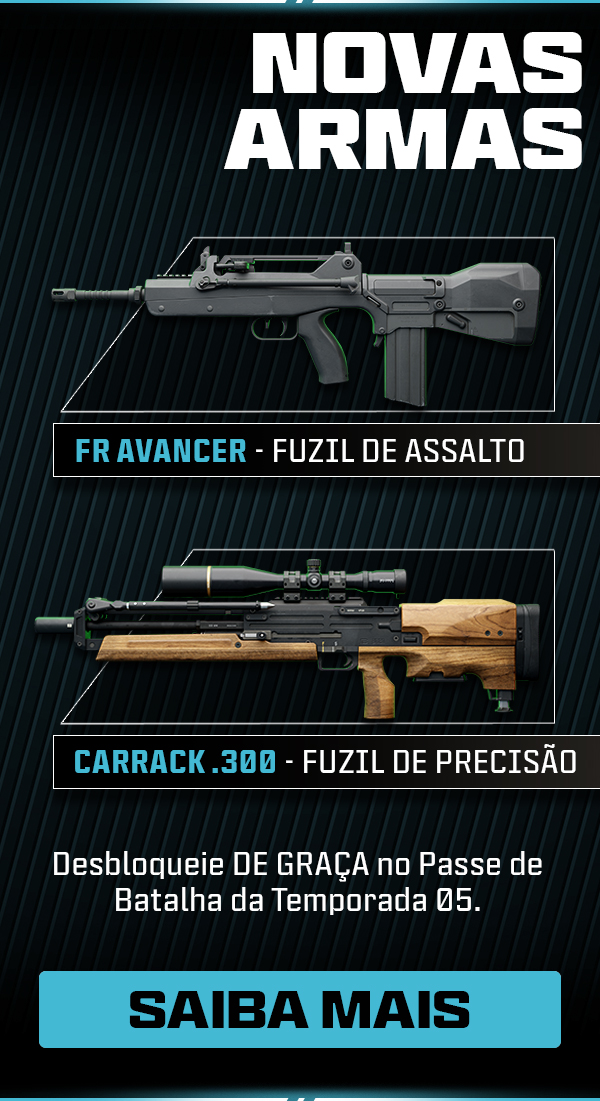 NOVAS
ARMAS
FR AVANCER - FUZIL DE ASSALTO
CARRACK .300 - FUZIL DE PRECISÃO
Desbloqueie DE GRAÇA no Passe de
Batalha da Temporada 05.
SAIBA MAIS